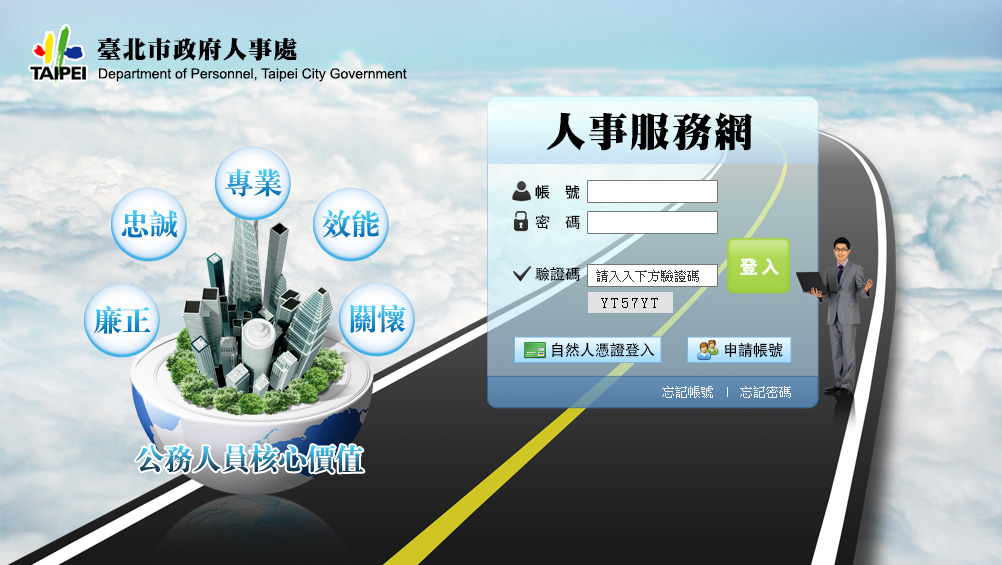 TAIPEI
臺北市政府人事處
Department of Personnel, Taipei City Government
專業
忠誠
效能
廉正
關懷
公務人員核心價值
人事服務網
帳 號
密 碼
驗證碼 請入入下方驗證碼
YT57YT
登入
自然人憑證登入 申請帳號
忘記帳號 | 忘記密碼